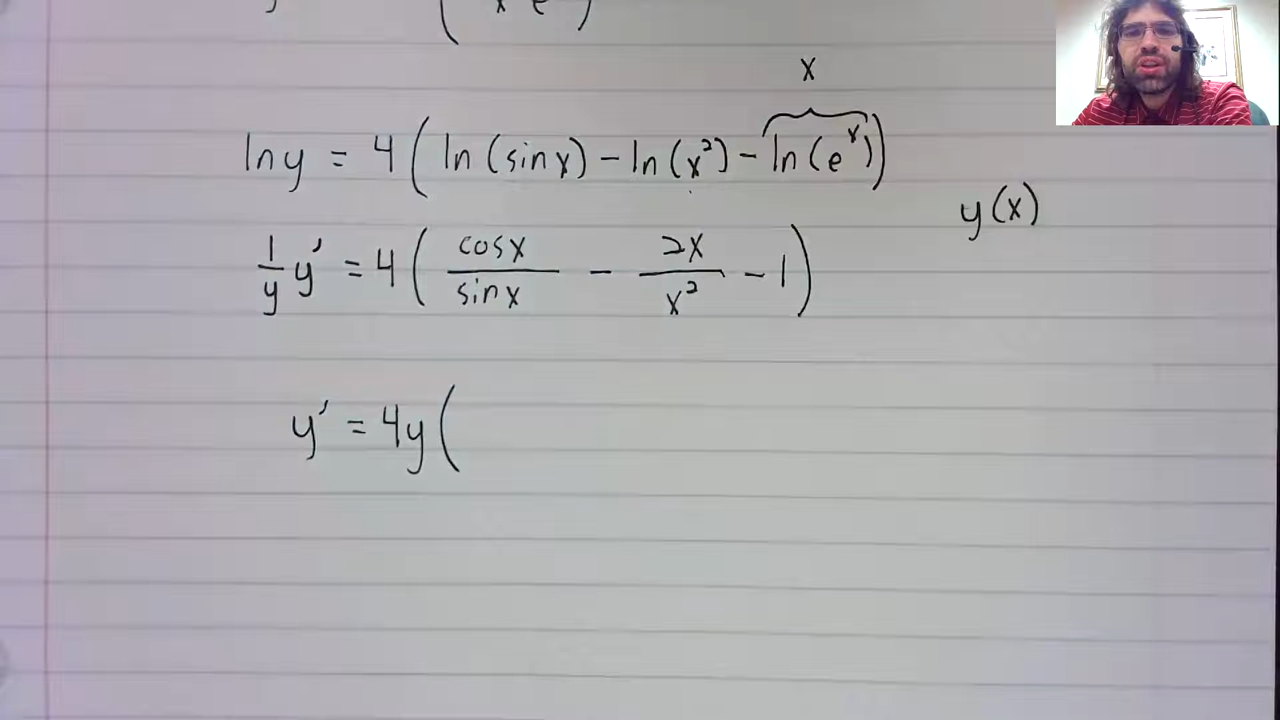 x
ln y = 4 ( ln (sin x) - ln (x²) - ln (eˣ) )
y (x)
1/y y' = 4 ( cos x / sin x - 2x / x² - 1 )
y' = 4y (